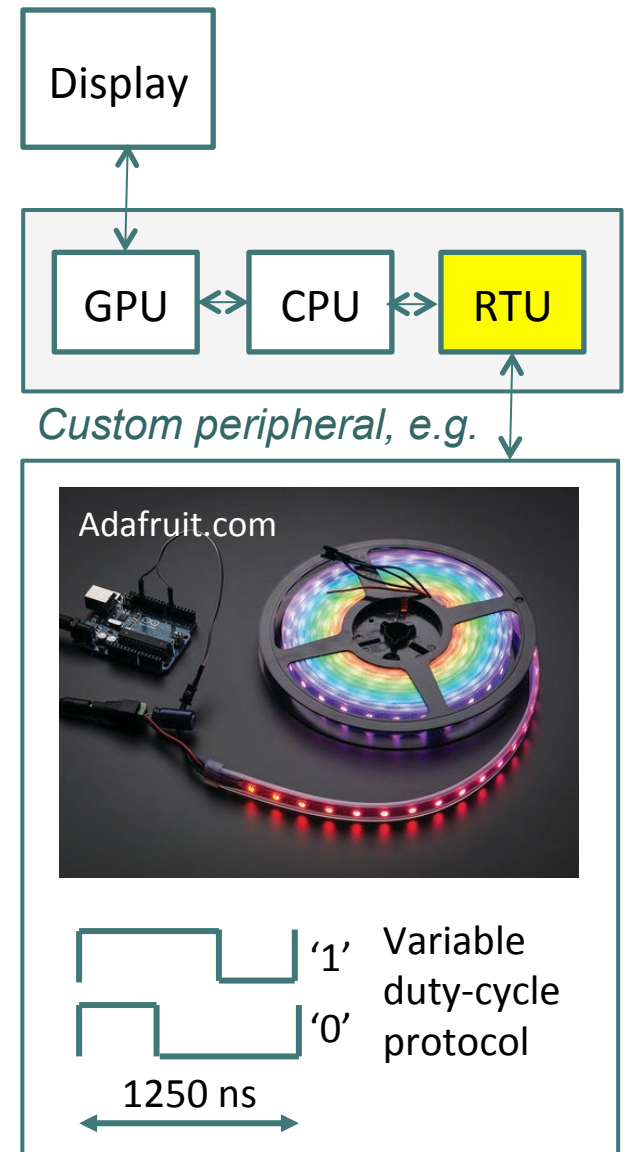 Display
GPU
CPU
RTU
Custom peripheral, e.g.
Adafruit.com
‘1’
‘0’
Variable
duty-cycle
protocol
1250 ns